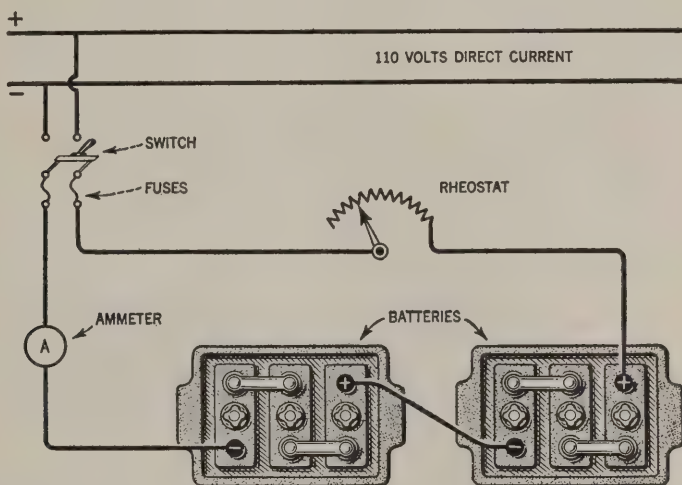 +
110 VOLTS DIRECT CURRENT
−
SWITCH
FUSES
RHEOSTAT
AMMETER
BATTERIES
A
+
+
−
−